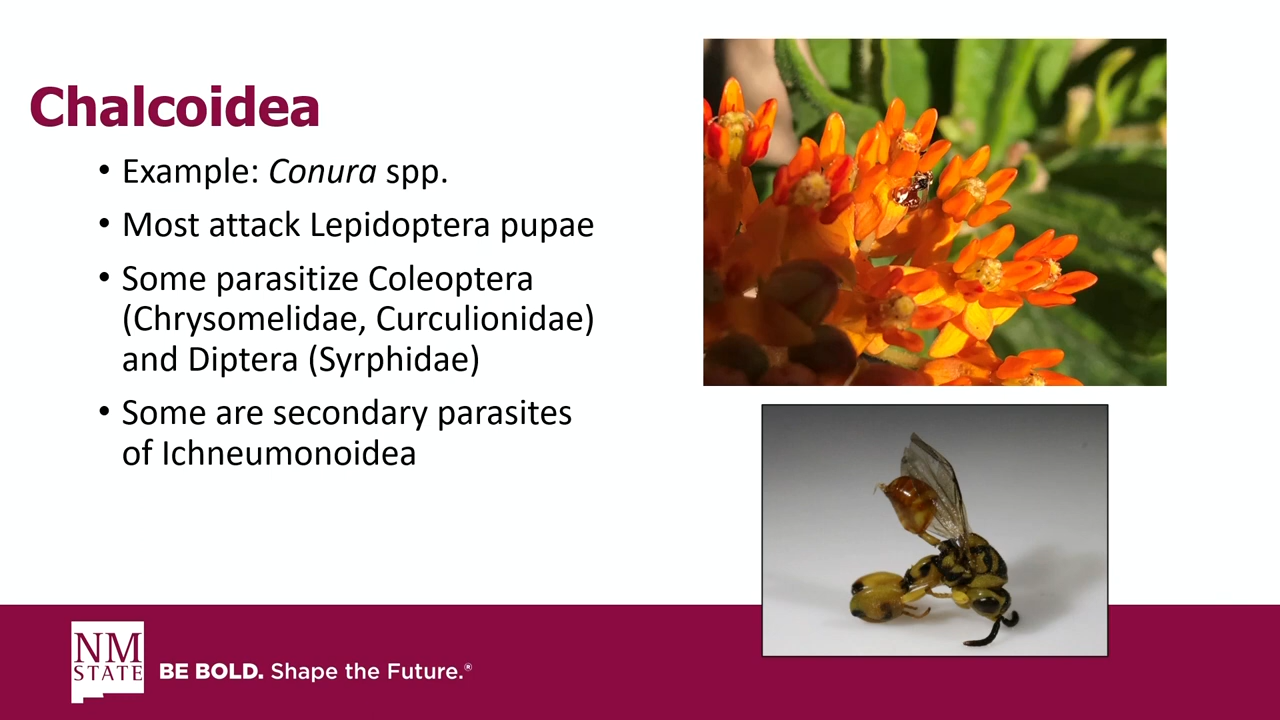 Chalcoidea
• Example: Conura spp.
• Most attack Lepidoptera pupae
• Some parasitize Coleoptera
(Chrysomelidae, Curculionidae)
and Diptera (Syrphidae)
• Some are secondary parasites
of Ichneumonoidea
NM
STATE
BE BOLD. Shape the Future.®